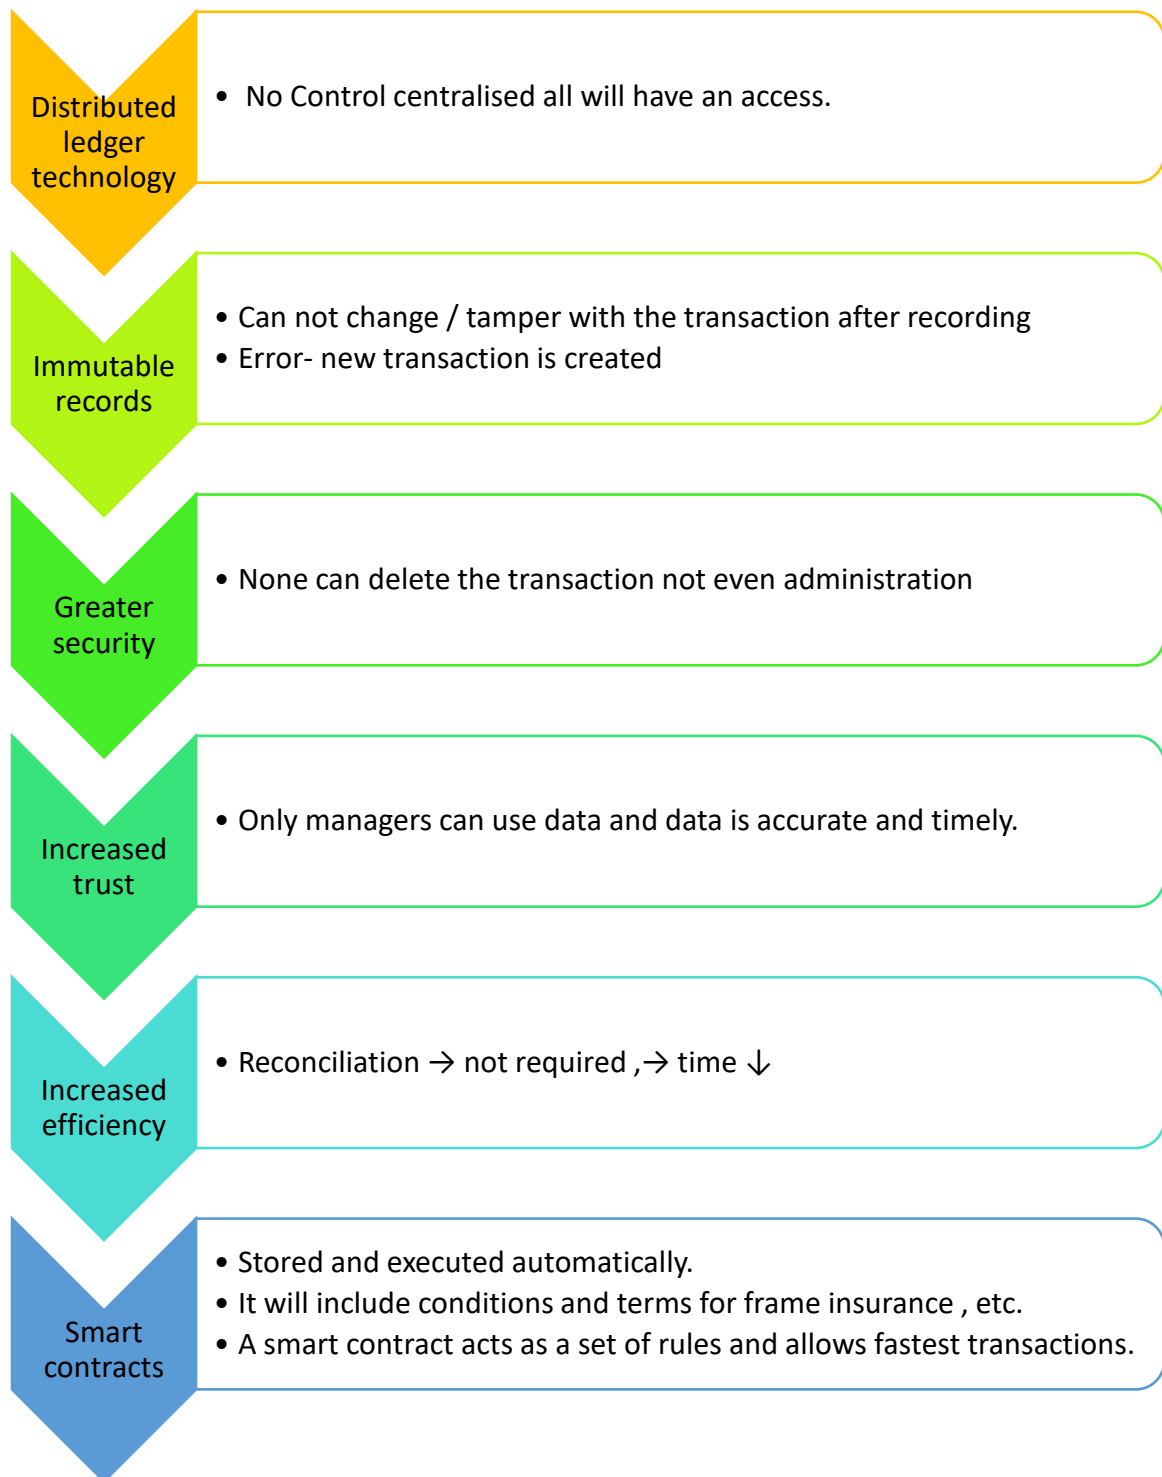 Distributed
ledger
technology
• No Control centralised all will have an access.
Immutable
records
• Can not change / tamper with the transaction after recording
• Error- new transaction is created
Greater
security
• None can delete the transaction not even administration
Increased
trust
• Only managers can use data and data is accurate and timely.
Increased
efficiency
• Reconciliation → not required ,→ time ↓
Smart
contracts
• Stored and executed automatically.
• It will include conditions and terms for frame insurance , etc.
• A smart contract acts as a set of rules and allows fastest transactions.